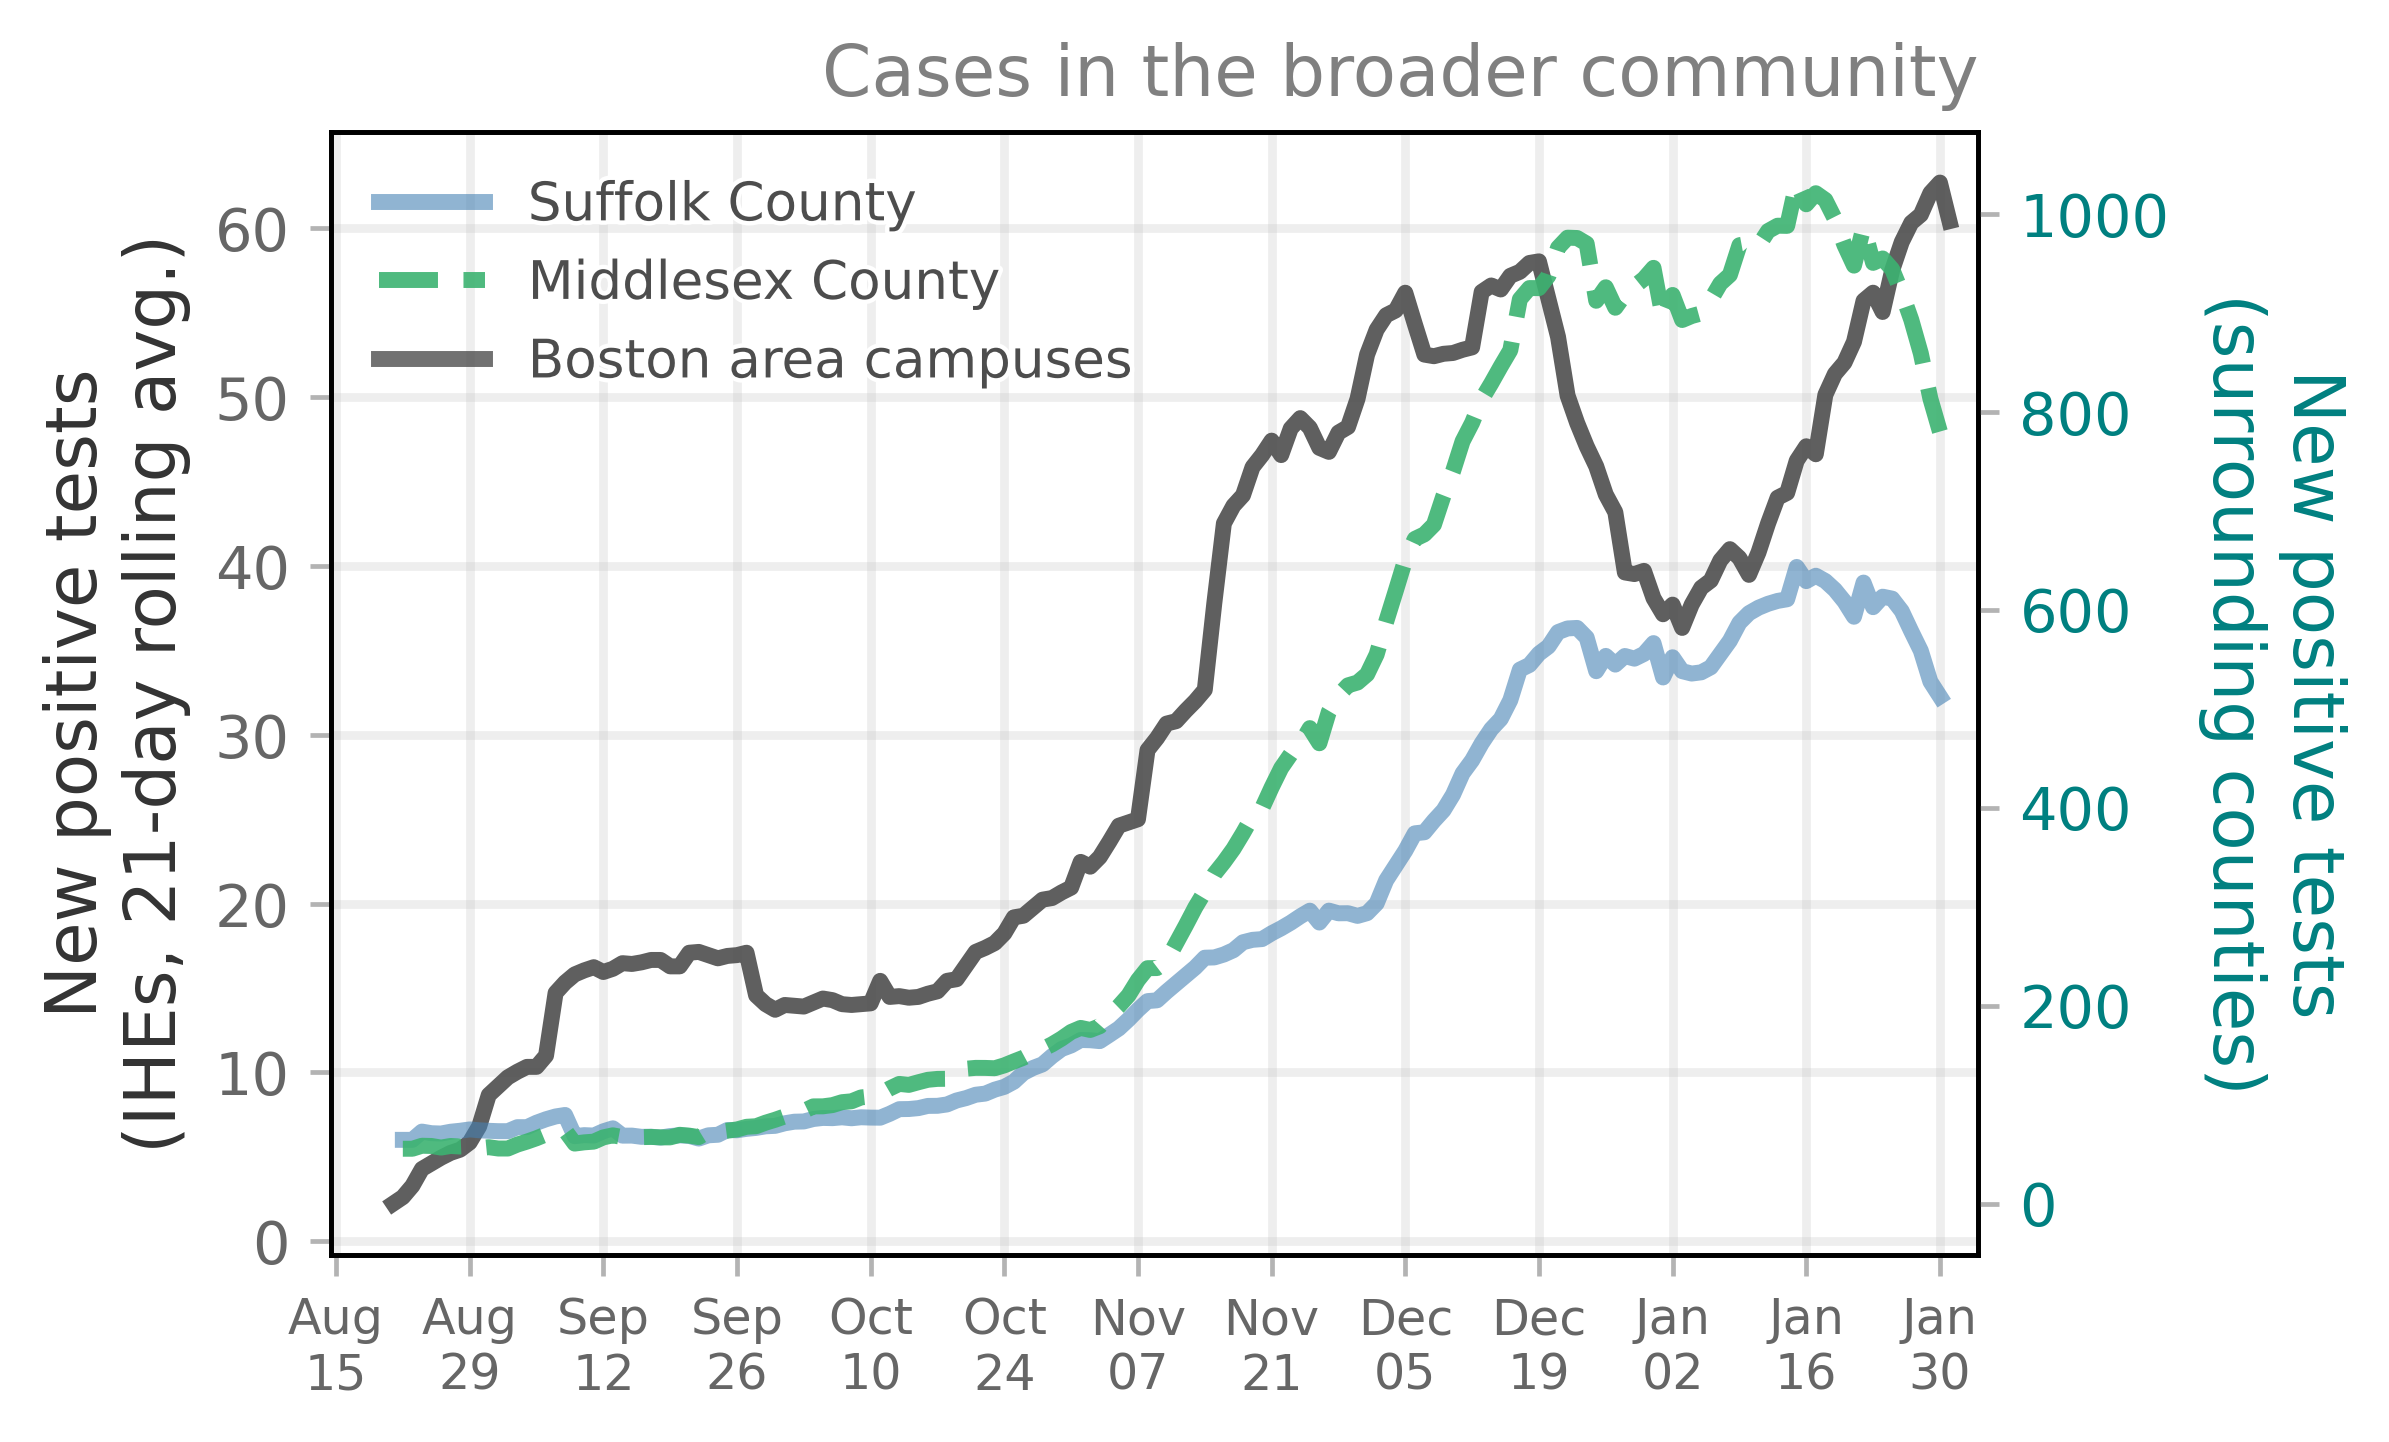 Cases in the broader community
Suffolk County
Middlesex County
Boston area campuses
New positive tests
(IHEs, 21-day rolling avg.)
60
50
40
30
20
10
0
1000
800
600
400
200
0
New positive tests
(surrounding counties)
Aug Aug Sep Sep Oct Oct Nov Nov Dec Dec Jan Jan Jan
15 29 12 26 10 24 07 21 05 19 02 16 30